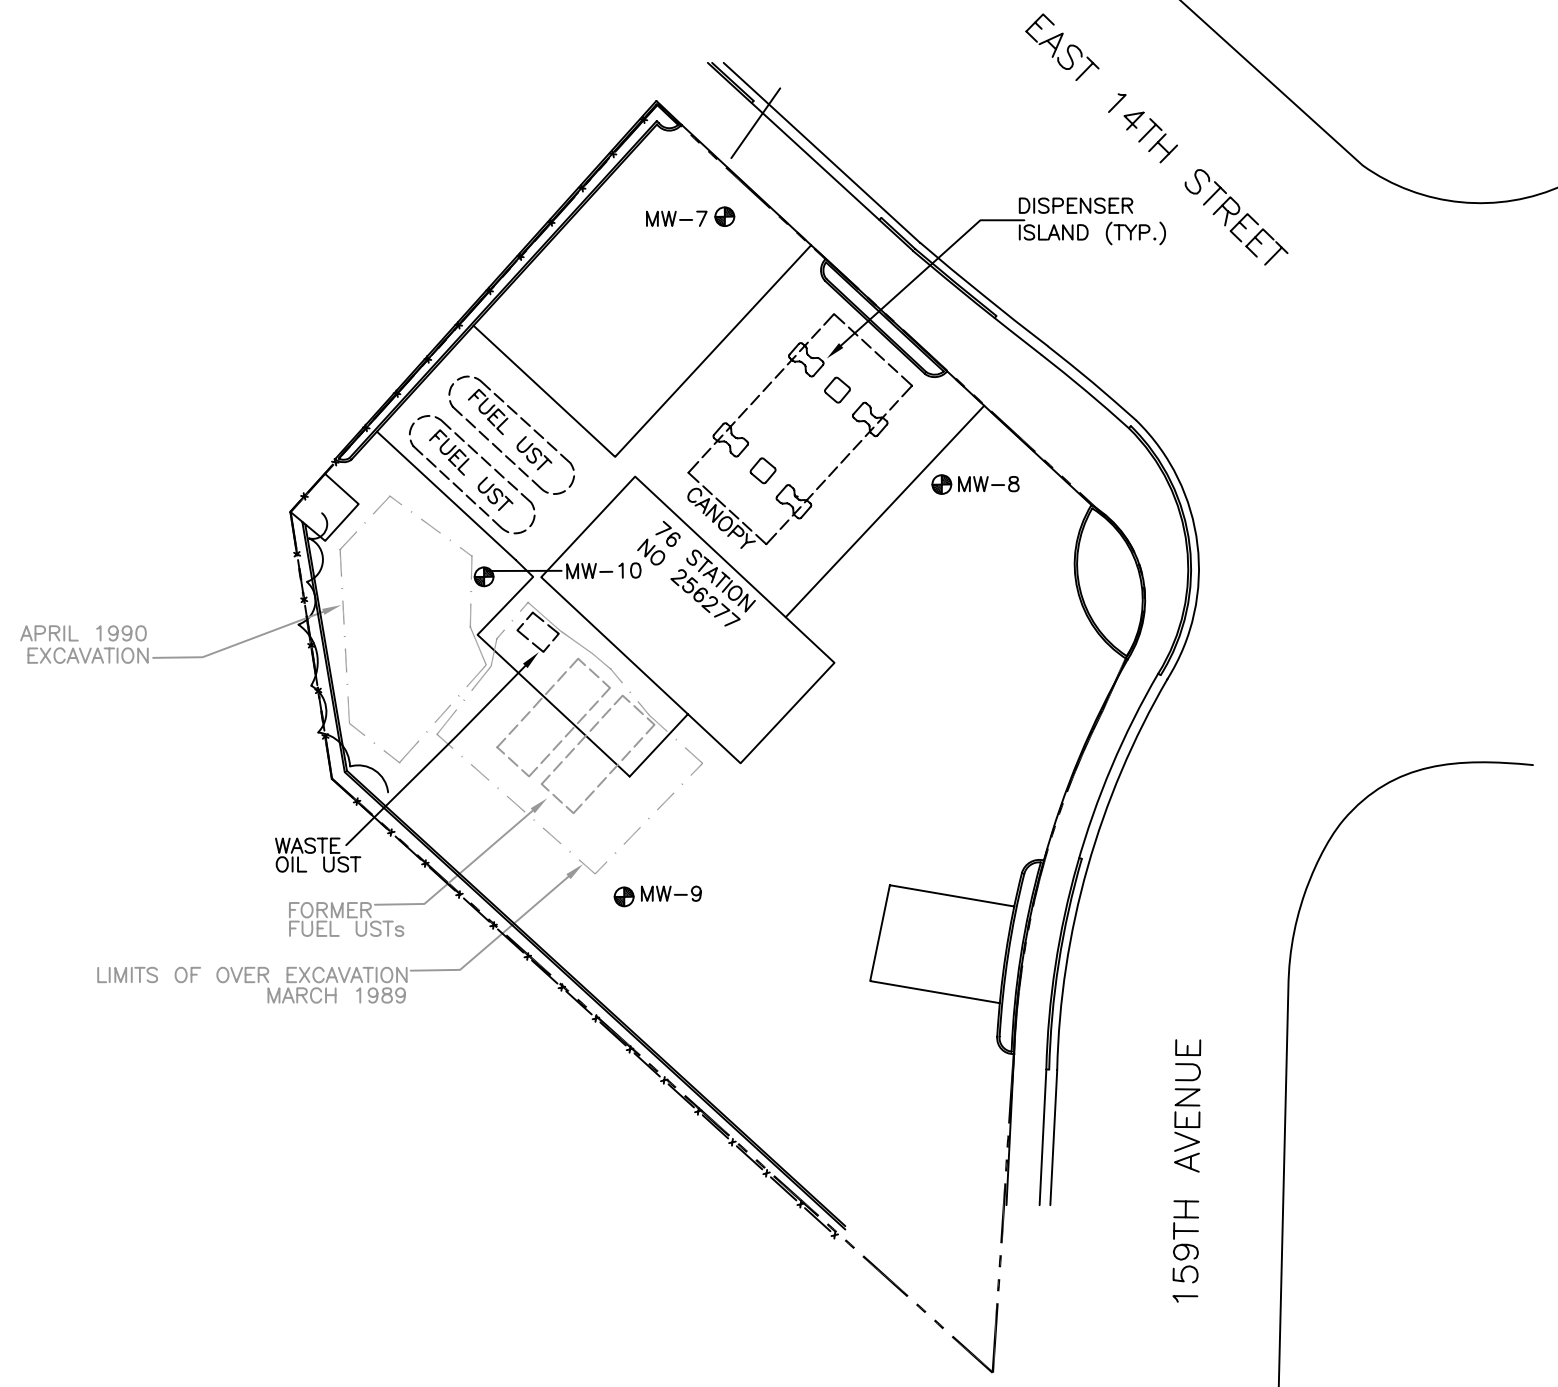 EAST 14TH STREET
MW-7
DISPENSER
ISLAND (TYP.)
FUEL UST
FUEL UST
CANOPY
MW-8
76 STATION
NO 256277
MW-10
APRIL 1990
EXCAVATION
WASTE
OIL UST
FORMER
FUEL USTs
MW-9
LIMITS OF OVER EXCAVATION
MARCH 1989
159TH AVENUE